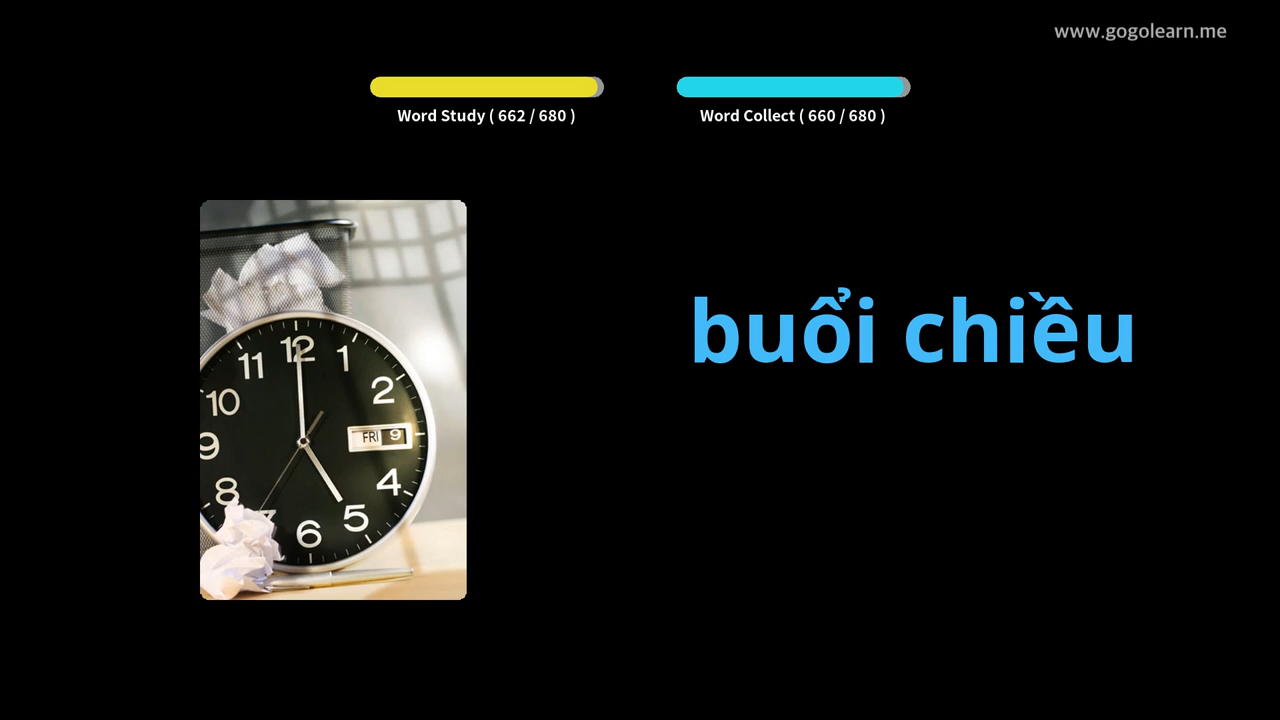 www.gogolearn.me
Word Study ( 662 / 680 )
Word Collect ( 660 / 680 )
buổi chiều
12
11
1
10
2
FRI 9
9
8
4
7
5
6